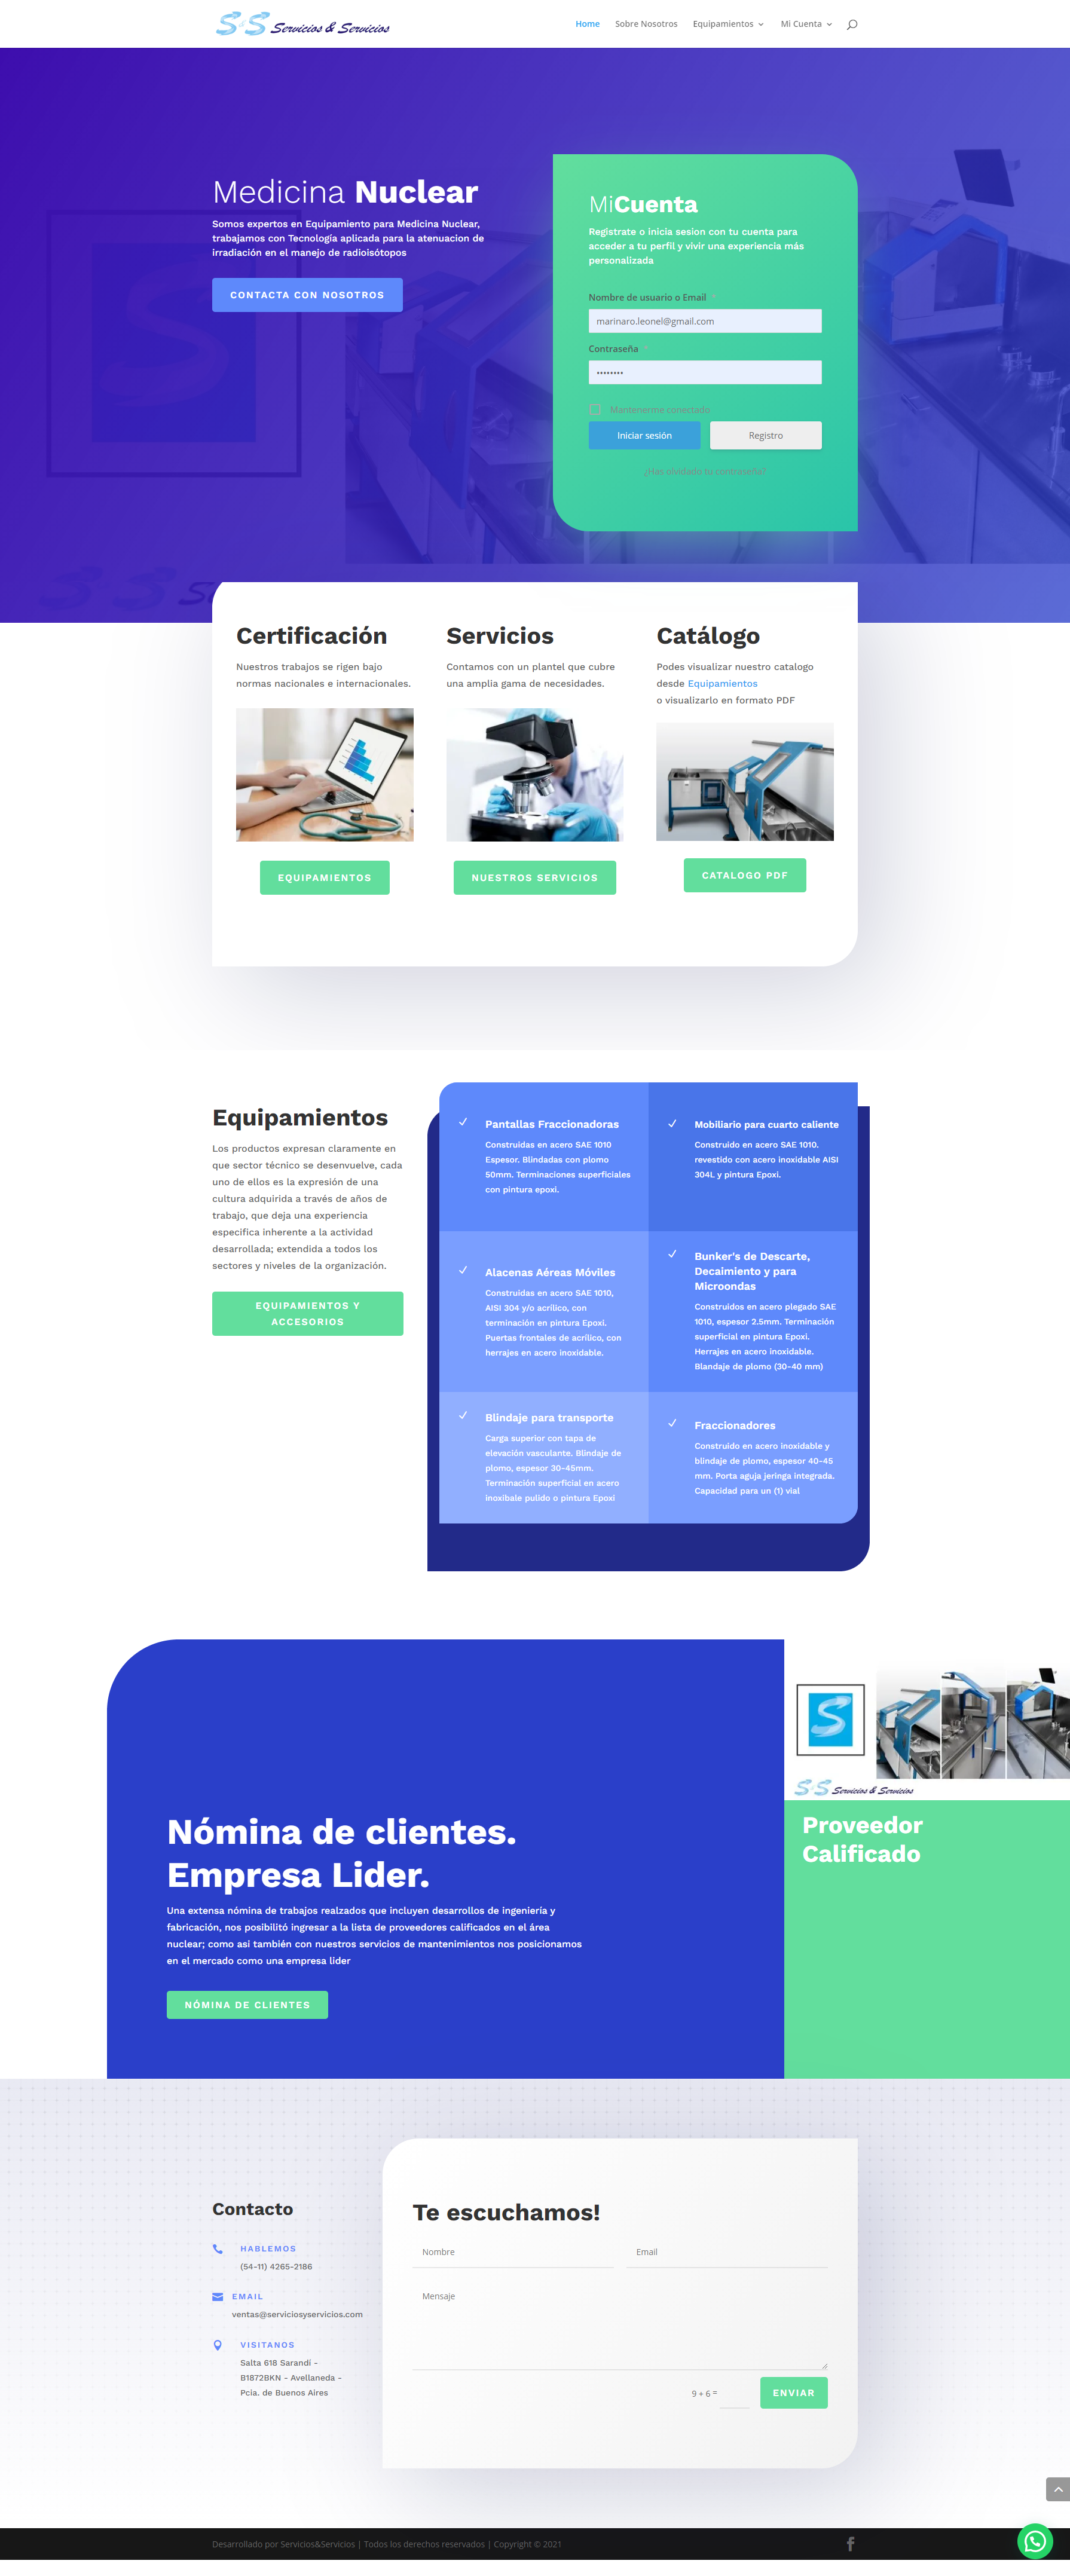 S&S Servicios & Servicios
Home Sobre Nosotros Equipamientos Mi Cuenta
Medicina Nuclear
Somos expertos en Equipamiento para Medicina Nuclear,
trabajamos con Tecnología aplicada para la atenuacion de
irradiación en el manejo de radioisótopos
CONTACTA CON NOSOTROS
MiCuenta
Registrate o inicia sesion con tu cuenta para
acceder a tu perfil y vivir una experiencia más
personalizada
Nombre de usuario o Email
marinaro.leonel@gmail.com
Contraseña
••••••••
Mantenerme conectado
Iniciar sesión Registro
¿Has olvidado tu contraseña?
Certificación
Nuestros trabajos se rigen bajo
normas nacionales e internacionales.
EQUIPAMIENTOS
Servicios
Contamos con un plantel que cubre
una amplia gama de necesidades.
NUESTROS SERVICIOS
Catálogo
Podes visualizar nuestro catalogo
desde Equipamientos
o visualizarlo en formato PDF
CATALOGO PDF
Equipamientos
Los productos expresan claramente en
que sector técnico se desenvuelve, cada
uno de ellos es la expresión de una
cultura adquirida a través de años de
trabajo, que deja una experiencia
especifica inherente a la actividad
desarrollada; extendida a todos los
sectores y niveles de la organización.
EQUIPAMIENTOS Y
ACCESORIOS
Pantallas Fraccionadoras
Construidas en acero SAE 1010
Espesor. Blindadas con plomo
50mm. Terminaciones superficiales
con pintura epoxi.
Mobiliario para cuarto caliente
Construido en acero SAE 1010.
revestido con acero inoxidable AISI
304L y pintura Epoxi.
Alacenas Aéreas Móviles
Construidas en acero SAE 1010,
AISI 304 y/o acrílico, con
terminación en pintura Epoxi.
Puertas frontales de acrílico, con
herrajes en acero inoxidable.
Bunker's de Descarte,
Decaimiento y para
Microondas
Construidos en acero plegado SAE
1010, espesor 2.5mm. Terminación
superficial en pintura Epoxi.
Herrajes en acero inoxidable.
Blandaje de plomo (30-40 mm)
Blindaje para transporte
Carga superior con tapa de
elevación vasculante. Blindaje de
plomo, espesor 30-45mm.
Terminación superficial en acero
inoxibale pulido o pintura Epoxi
Fraccionadores
Construido en acero inoxidable y
blindaje de plomo, espesor 40-45
mm. Porta aguja jeringa integrada.
Capacidad para un (1) vial
S&S Servicios & Servicios
Nómina de clientes.
Empresa Lider.
Una extensa nómina de trabajos realzados que incluyen desarrollos de ingeniería y
fabricación, nos posibilitó ingresar a la lista de proveedores calificados en el área
nuclear; como asi también con nuestros servicios de mantenimientos nos posicionamos
en el mercado como una empresa lider
NÓMINA DE CLIENTES
Proveedor
Calificado
Contacto
HABLEMOS
(54-11) 4265-2186
EMAIL
ventas@serviciosyservicios.com
VISITANOS
Salta 618 Sarandí -
B1872BKN - Avellaneda -
Pcia. de Buenos Aires
Te escuchamos!
Nombre Email
Mensaje
9 + 6 = ENVIAR
Desarrollado por Servicios&Servicios | Todos los derechos reservados | Copyright © 2021